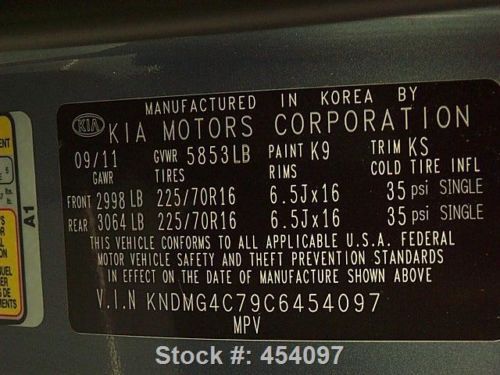 MANUFACTURED IN KOREA BY
KIA KIA MOTORS CORPORATION
09/11 GVWR 5853LB PAINT K9 TRIM KS
GAWR TIRES RIMS COLD TIRE INFL
FRONT 2998 LB 225/70R16 6.5Jx16 35 psi SINGLE
REAR 3064 LB 225/70R16 6.5Jx16 35 psi SINGLE
THIS VEHICLE CONFORMS TO ALL APPLICABLE U.S.A. FEDERAL
MOTOR VEHICLE SAFETY AND THEFT PREVENTION STANDARDS
IN EFFECT ON THE DATE OF MANUFACTURE SHOWN ABOVE
V.I.N KNDMG4C79C6454097
MPV
A1
Stock #: 454097